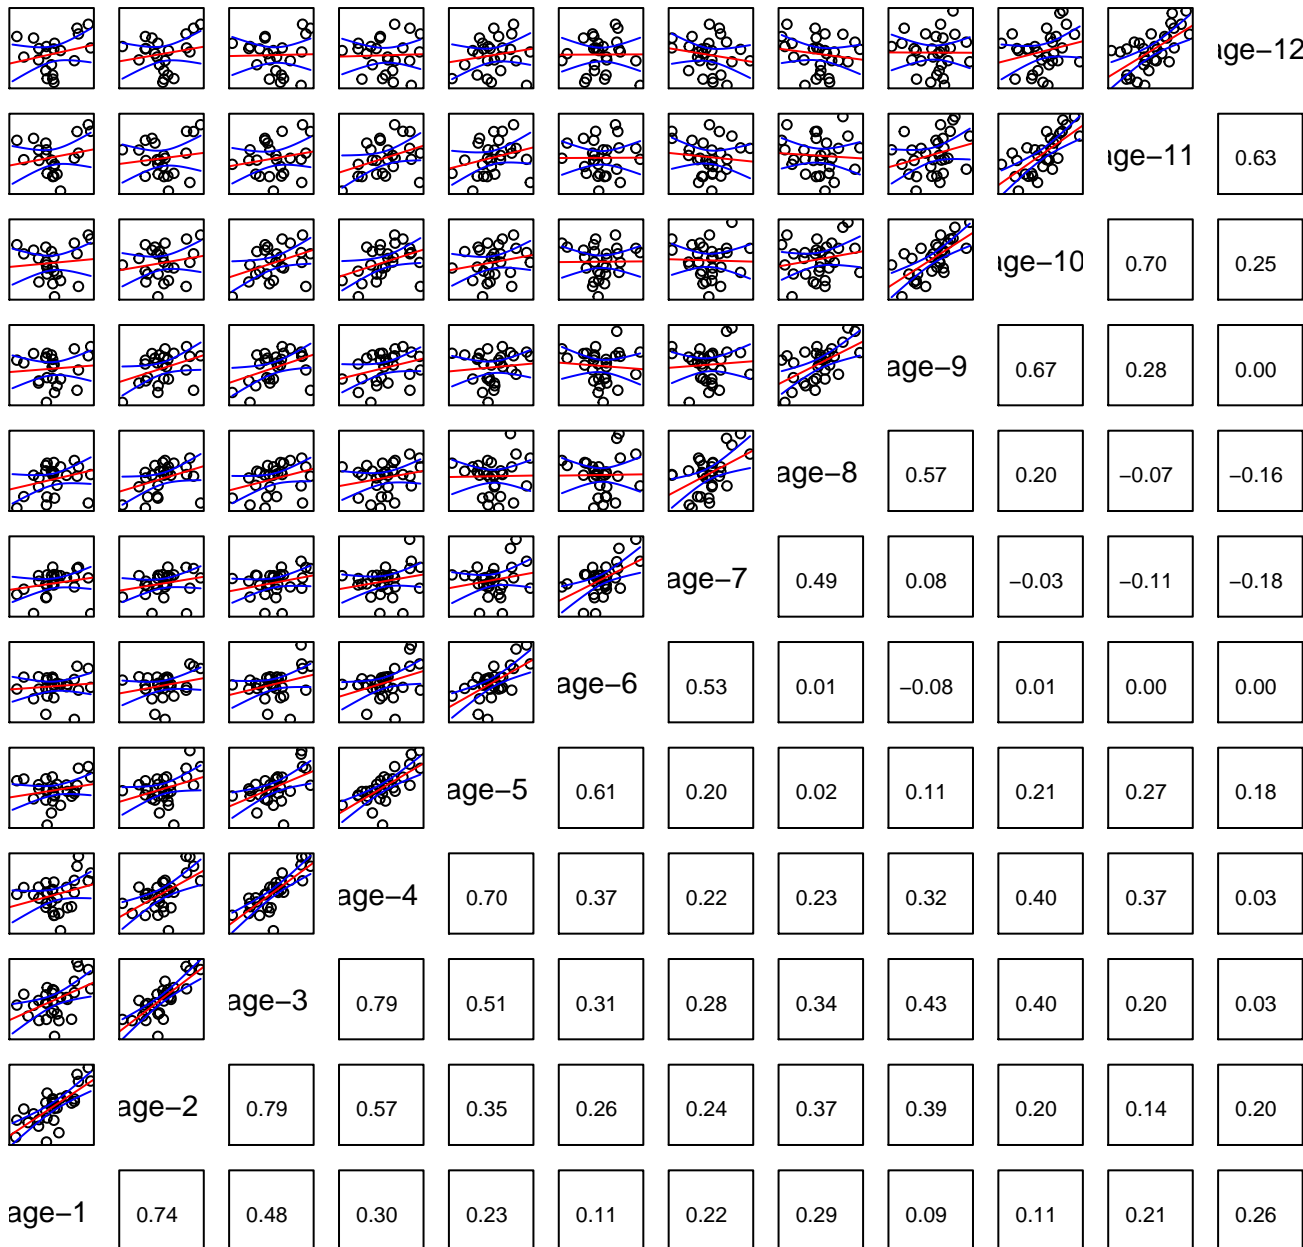 age−12
age−11 0.63
age−10 0.70 0.25
age−9 0.67 0.28 0.00
age−8 0.57 0.20 −0.07 −0.16
age−7 0.49 0.08 −0.03 −0.11 −0.18
age−6 0.53 0.01 −0.08 0.01 0.00 0.00
age−5 0.61 0.20 0.02 0.11 0.21 0.27 0.18
age−4 0.70 0.37 0.22 0.23 0.32 0.40 0.37 0.03
age−3 0.79 0.51 0.31 0.28 0.34 0.43 0.40 0.20 0.03
age−2 0.79 0.57 0.35 0.26 0.24 0.37 0.39 0.20 0.14 0.20
age−1 0.74 0.48 0.30 0.23 0.11 0.22 0.29 0.09 0.11 0.21 0.26